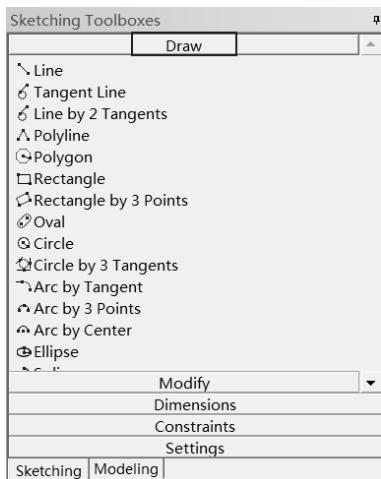 Sketching Toolboxes
Draw
Line
Tangent Line
Line by 2 Tangents
Polyline
Polygon
Rectangle
Rectangle by 3 Points
Oval
Circle
Circle by 3 Tangents
Arc by Tangent
Arc by 3 Points
Arc by Center
Ellipse
Modify
Dimensions
Constraints
Settings
Sketching Modeling